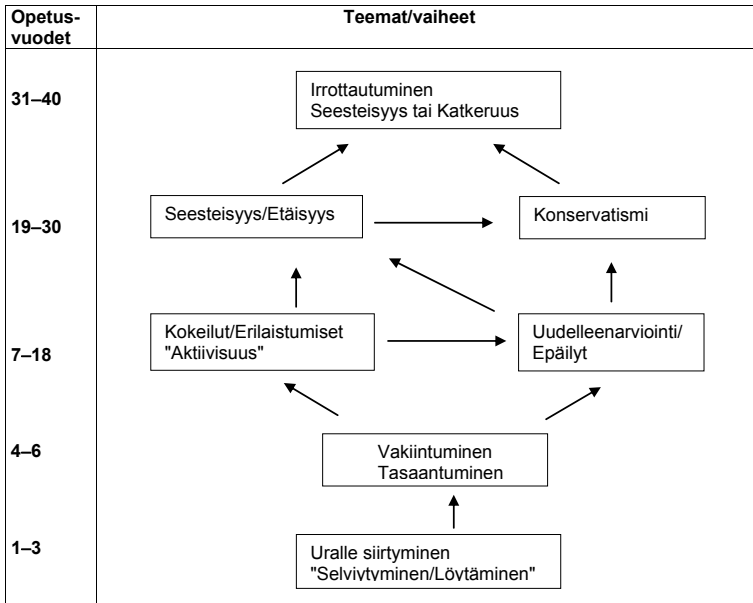 Opetus-
vuodet
Teemat/vaiheet
31–40
Irrottautuminen
Seesteisyys tai Katkeruus
19–30
Seesteisyys/Etäisyys
Konservatismi
7–18
Kokeilut/Erilaistumiset
"Aktiivisuus"
Uudelleenarviointi/
Epäilyt
4–6
Vakiintuminen
Tasaantuminen
1–3
Uralle siirtyminen
"Selviytyminen/Löytäminen"